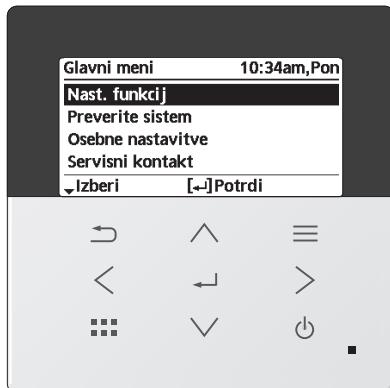 Glavni meni 10:34am,Pon
Nast. funkcij
Preverite sistem
Osebne nastavitve
Servisni kontakt
Izberi [↵]Potrdi